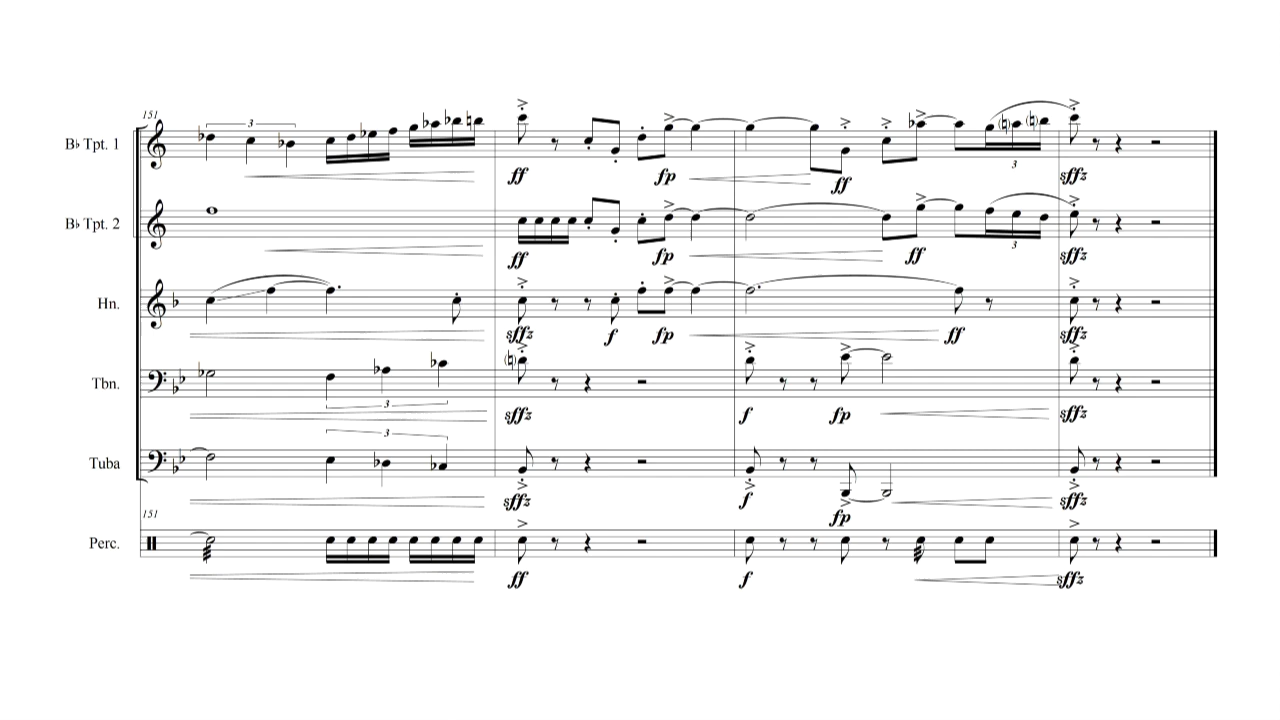 151
B♭ Tpt. 1
3
ff
fp
ff
3
sffz
B♭ Tpt. 2
ff
fp
ff
3
sffz
Hn.
sffz
f
fp
ff
sffz
Tbn.
3
sffz
f
fp
sffz
Tuba
3
sffz
f
fp
sffz
151
Perc.
ff
f
sffz